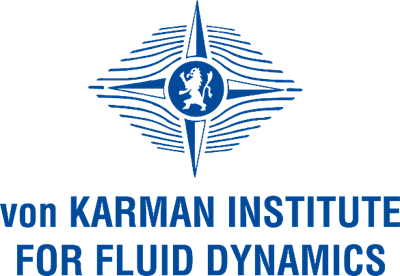 von KARMAN INSTITUTE
FOR FLUID DYNAMICS